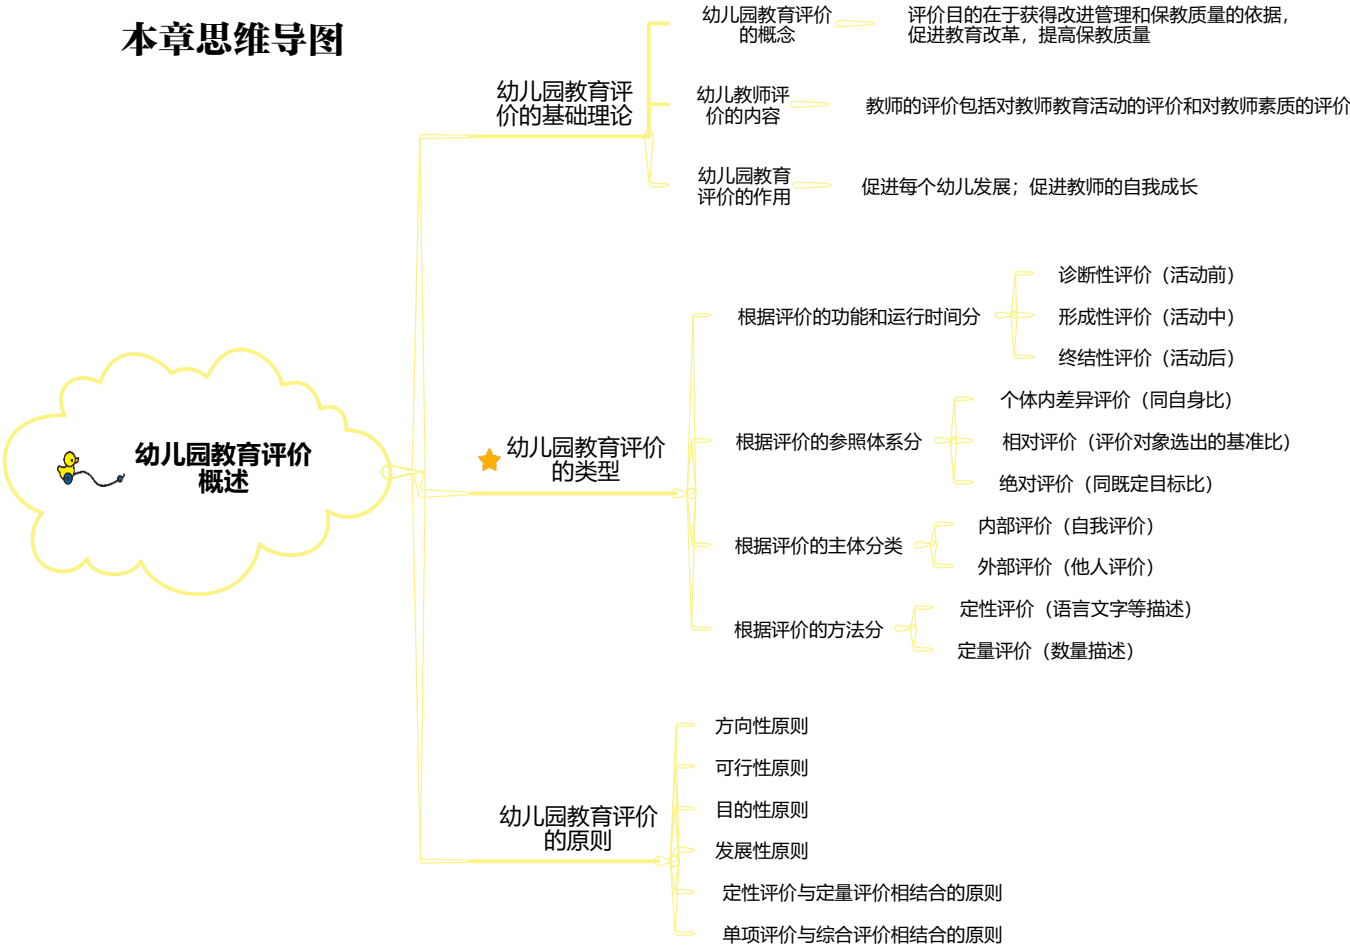 本章思维导图
幼儿园教育评价
概述
幼儿园教育评
价的基础理论
幼儿园教育评价
的概念
评价目的在于获得改进管理和保教质量的依据，
促进教育改革，提高保教质量
幼儿教师评
价的内容
教师的评价包括对教师教育活动的评价和对教师素质的评价
幼儿园教育
评价的作用
促进每个幼儿发展；促进教师的自我成长
幼儿园教育评价
的类型
根据评价的功能和运行时间分
诊断性评价（活动前）
形成性评价（活动中）
终结性评价（活动后）
根据评价的参照体系分
个体内差异评价（同自身比）
相对评价（评价对象选出的基准比）
绝对评价（同既定目标比）
根据评价的主体分类
内部评价（自我评价）
外部评价（他人评价）
根据评价的方法分
定性评价（语言文字等描述）
定量评价（数量描述）
幼儿园教育评价
的原则
方向性原则
可行性原则
目的性原则
发展性原则
定性评价与定量评价相结合的原则
单项评价与综合评价相结合的原则